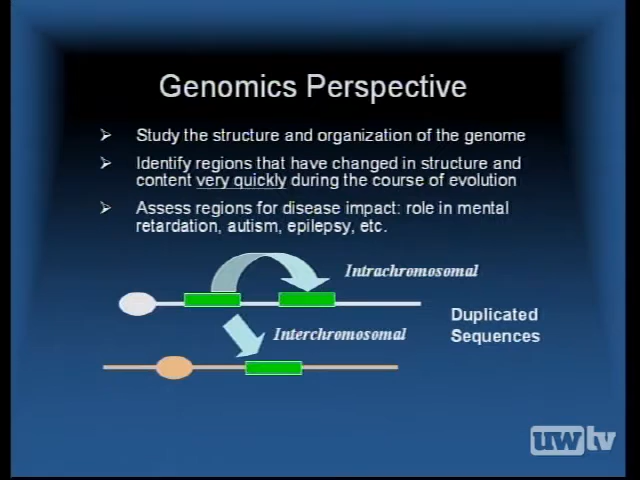 Genomics Perspective
Study the structure and organization of the genome
Identify regions that have changed in structure and
content very quickly during the course of evolution
Assess regions for disease impact: role in mental
retardation, autism, epilepsy, etc.
Intrachromosomal
Duplicated
Sequences
Interchromosomal
uwtv